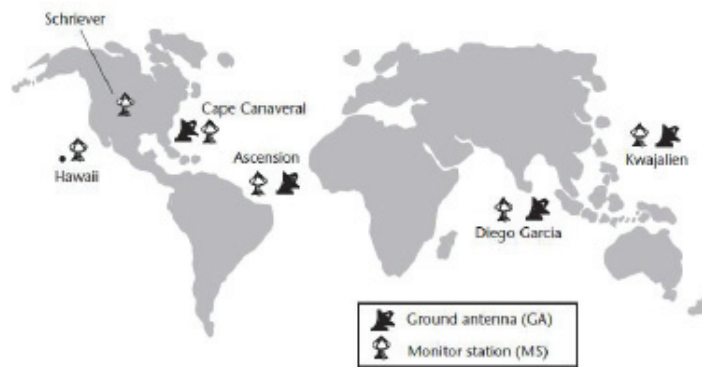 Schriever
Cape Canaveral
Ascension
Hawaii
Kwajalien
Diego Garcia
Ground antenna (GA)
Monitor station (MS)